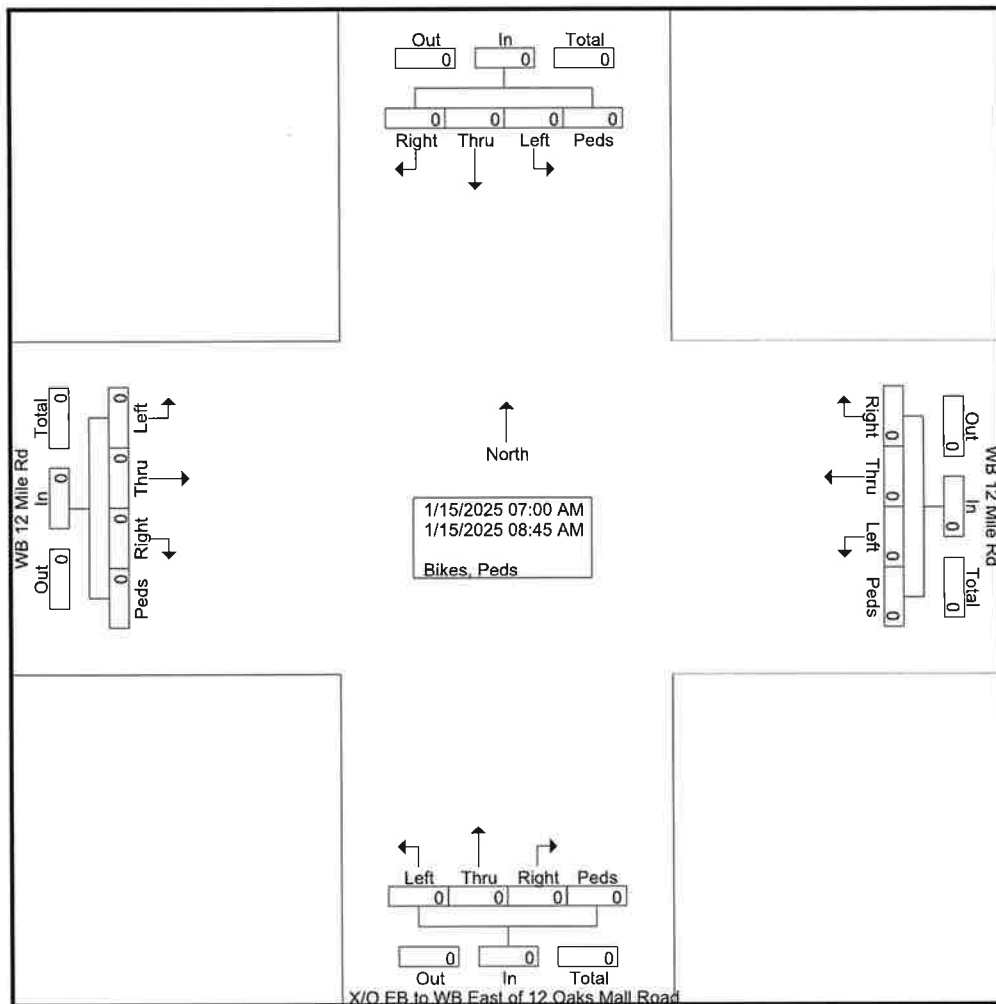 Out In Total
0 0 0
0 0 0 0
Right Thru Left Peds
WB 12 Mile Rd
Total In Out
0 0 0
0 0 0 0
Left Thru Right Peds
North
1/15/2025 07:00 AM
1/15/2025 08:45 AM
Bikes, Peds
Right Thru Left Peds
0 0 0 0
Out In Total
0 0 0
WB 12 Mile Rd
Left Thru Right Peds
0 0 0 0
0 0 0
Out In Total
X/O EB to WB East of 12 Oaks Mall Road